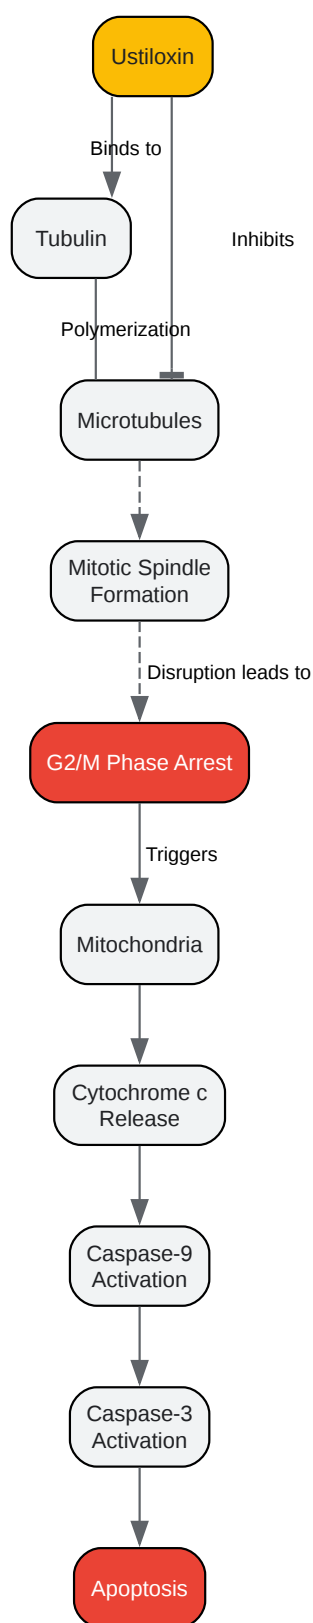 Ustiloxin
Binds to
Tubulin
Inhibits
Polymerization
Microtubules
Mitotic Spindle
Formation
Disruption leads to
G2/M Phase Arrest
Triggers
Mitochondria
Cytochrome c
Release
Caspase-9
Activation
Caspase-3
Activation
Apoptosis